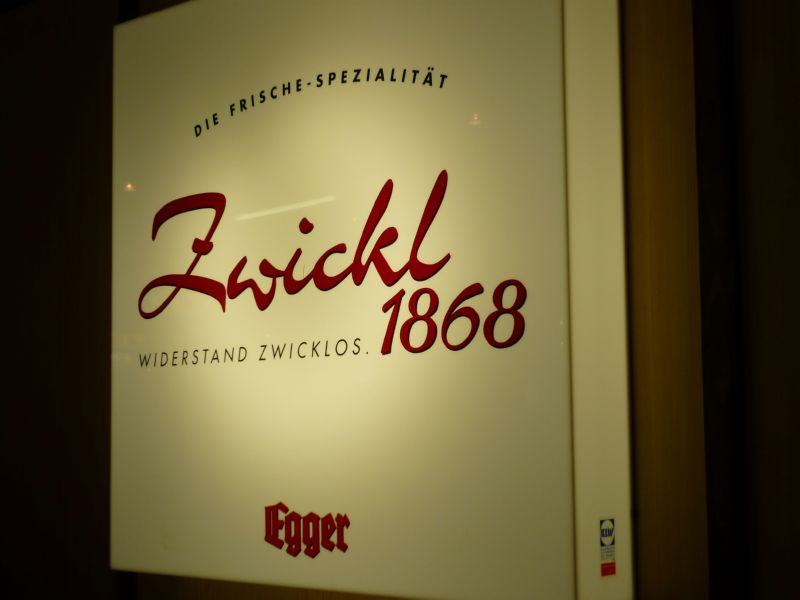 DIE FRISCHE-SPEZIALITÄT
Zwickl
1868
WIDERSTAND ZWICKLOS.
Egger